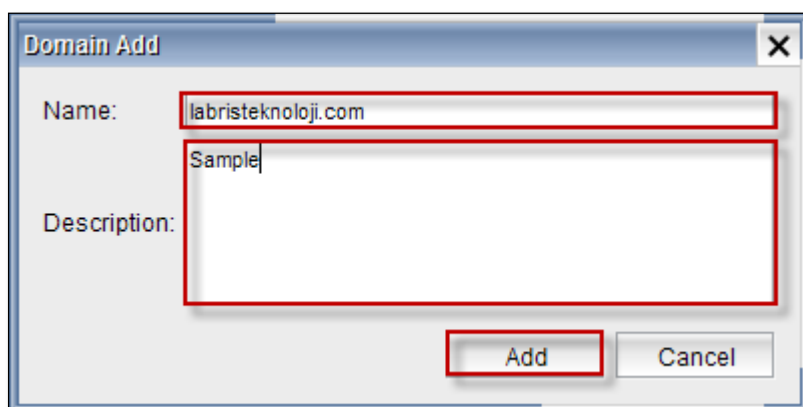 Domain Add
Name:
labristeknoloji.com
Sample
Description:
Add
Cancel